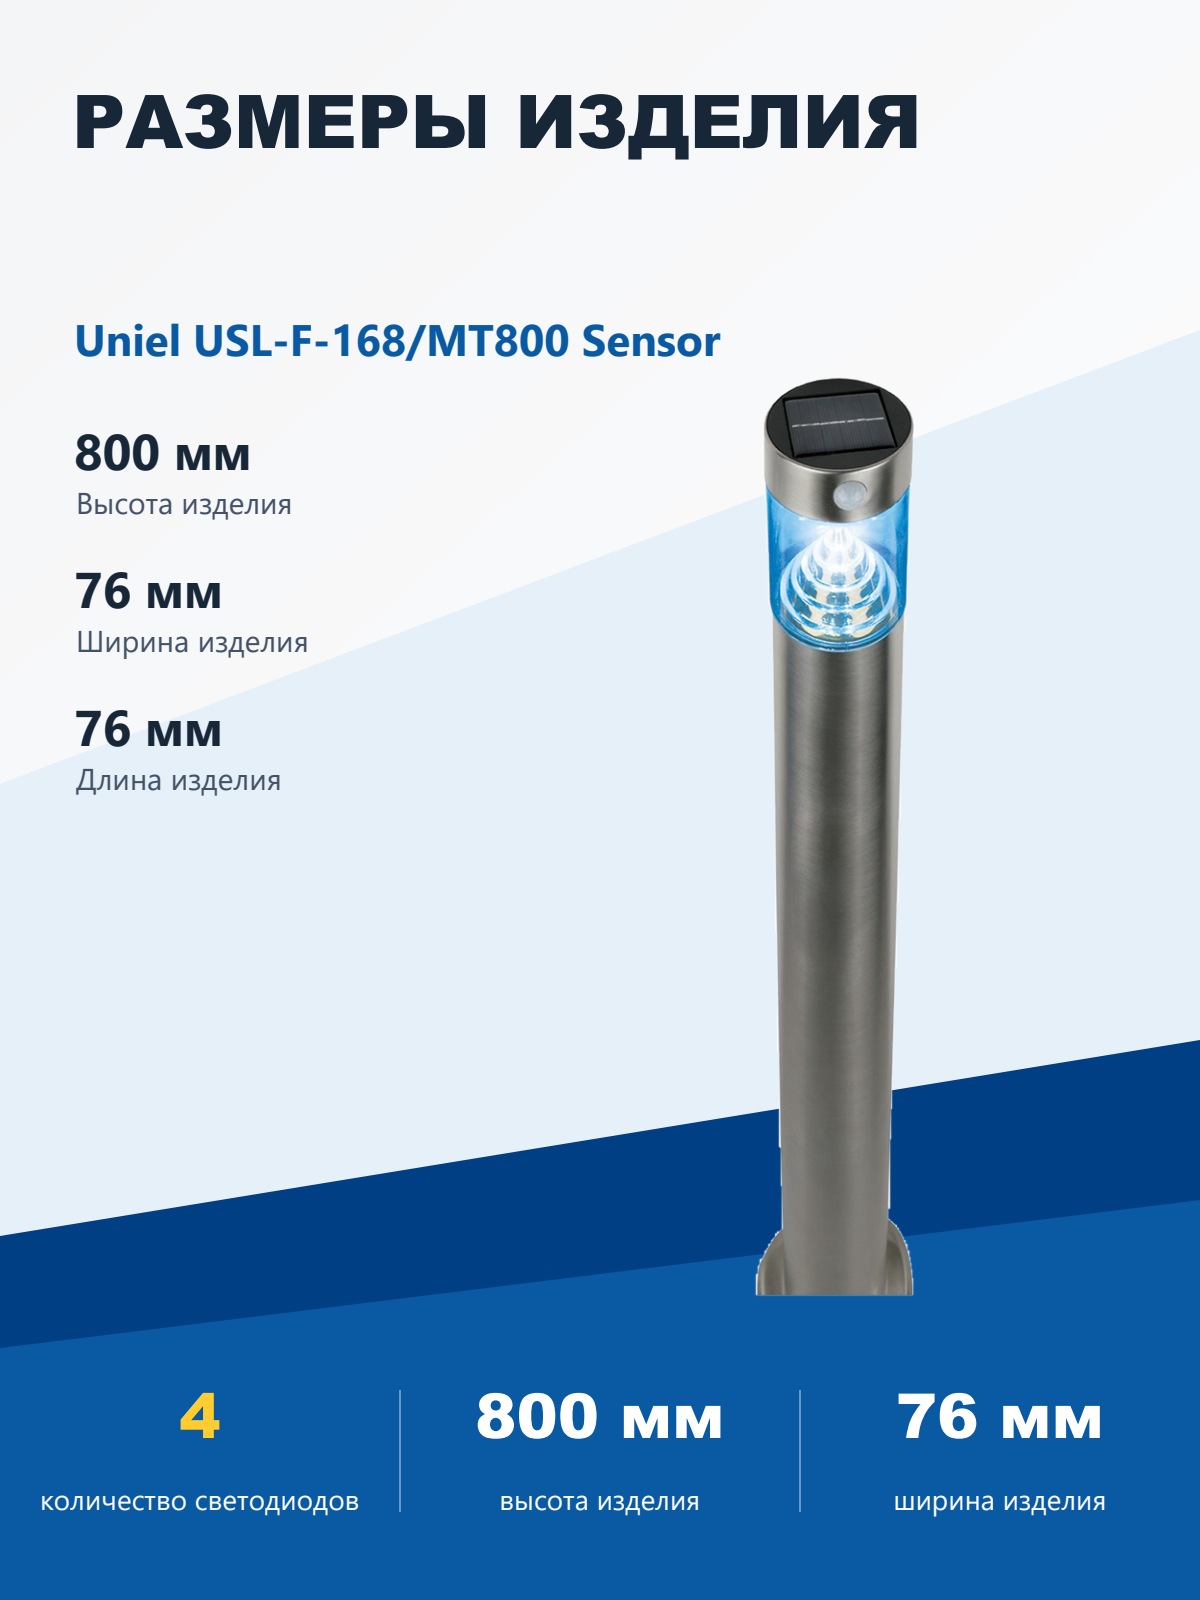 РАЗМЕРЫ ИЗДЕЛИЯ
Uniel USL-F-168/MT800 Sensor
800 мм
Высота изделия
76 мм
Ширина изделия
76 мм
Длина изделия
4
количество светодиодов
800 мм
высота изделия
76 мм
ширина изделия